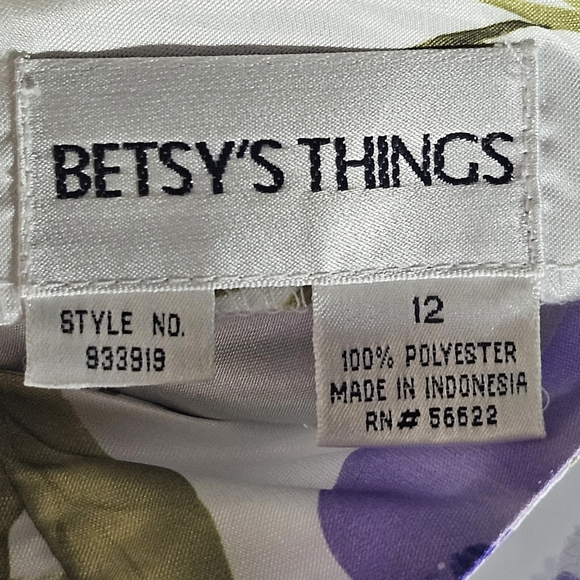 BETSY'S THINGS
STYLE NO.
933919
12
100% POLYESTER
MADE IN INDONESIA
RN# 56622